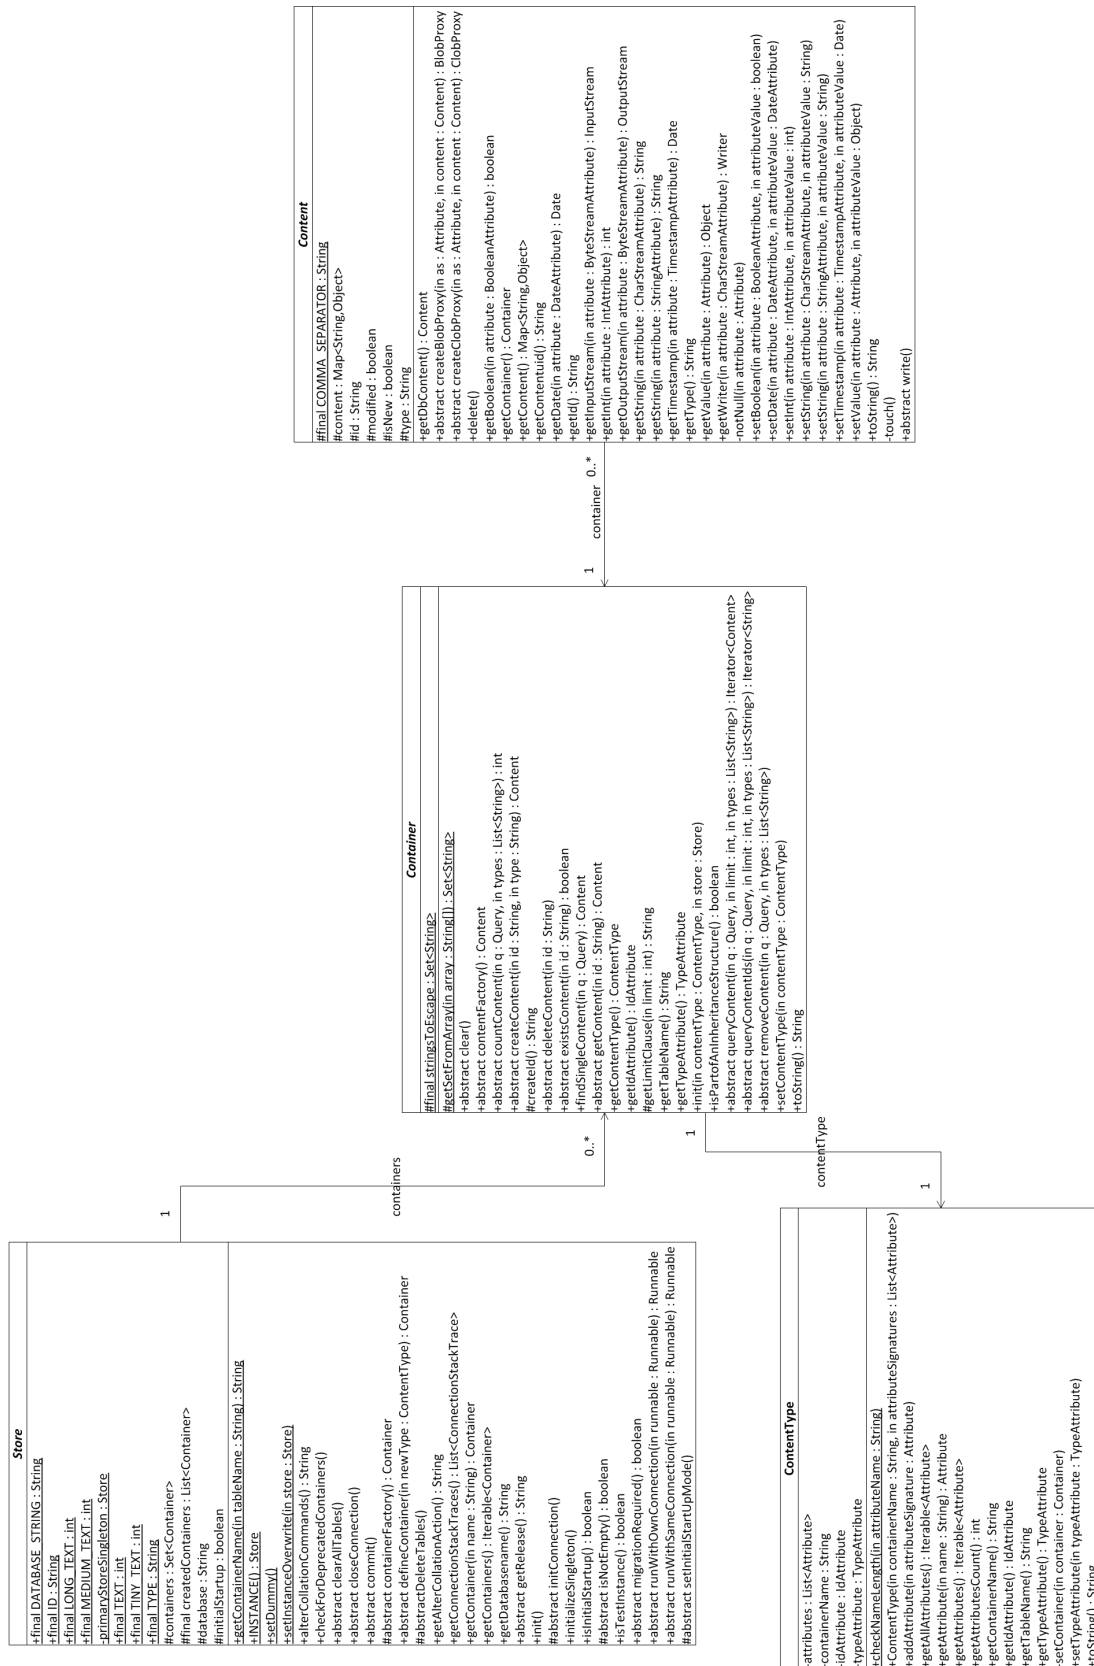 Store
+final DATABASE_STRING : String
+final ID : String
+final LONG_TEXT : int
+final MEDIUM_TEXT : int
-primaryStoreSingleton : Store
+final TEXT : int
+final TINY_TEXT : int
+final TYPE : String
#containers : Set<Container>
#final createdContainers : List<Container>
#database : String
#initialStartup : boolean
+getContainerName(in tableName : String) : String
+INSTANCE() : Store
+setDummy()
+setInstanceOverwrite(in store : Store)
+alterCollationCommands() : String
+checkForDeprecatedContainers()
+abstract clearAllTables()
+abstract closeConnection()
+abstract commit()
#abstract containerFactory() : Container
+abstract defineContainer(in newType : ContentType) : Container
#abstractDeleteTables()
+getAlterCollationAction() : String
+getConnectionStackTraces() : List<ConnectionStackTrace>
+getContainer(in name : String) : Container
+getContainers() : Iterable<Container>
+getDatabasename() : String
+abstract getRelease() : String
+init()
#abstract initConnection()
+initializeSingleton()
+isInitialStartup() : boolean
#abstract isNotEmpty() : boolean
+isTestInstance() : boolean
+abstract migrationRequired() : boolean
+abstract runWithOwnConnection(in runnable : Runnable) : Runnable
+abstract runWithSameConnection(in runnable : Runnable) : Runnable
#abstract setInitialStartUpMode()
1
containers
0..*
Container
#final stringsToEscape : Set<String>
#getSetFromArray(in array : String[]) : Set<String>
+abstract clear()
+abstract contentFactory() : Content
+abstract countContent(in q : Query, in types : List<String>) : int
+abstract createContent(in id : String, in type : String) : Content
#createId() : String
+abstract deleteContent(in id : String)
+abstract existsContent(in id : String) : boolean
+findSingleContent(in q : Query) : Content
+abstract getContent(in id : String) : Content
+getContentType() : ContentType
+getIdAttribute() : IdAttribute
#getLimitClause(in limit : int) : String
+getTableName() : String
+getTypeAttribute() : TypeAttribute
+init(in contentType : ContentType, in store : Store)
+isPartofAnInheritanceStructure() : boolean
+abstract queryContent(in q : Query, in limit : int, in types : List<String>) : Iterator<Content>
+abstract queryContentIds(in q : Query, in limit : int, in types : List<String>) : Iterator<String>
+abstract removeContent(in q : Query, in types : List<String>)
+setContentType(in contentType : ContentType)
+toString() : String
1
container
0..*
Content
#final COMMA_SEPARATOR : String
#content : Map<String,Object>
#id : String
#modified : boolean
#isNew : boolean
#type : String
+getDbContent() : Content
+abstract createBlobProxy(in as : Attribute, in content : Content) : BlobProxy
+abstract createClobProxy(in as : Attribute, in content : Content) : ClobProxy
+delete()
+getBoolean(in attribute : BooleanAttribute) : boolean
+getContainer() : Container
+getContent() : Map<String,Object>
+getContentuid() : String
+getDate(in attribute : DateAttribute) : Date
+getId() : String
+getInputStream(in attribute : ByteStreamAttribute) : InputStream
+getInt(in attribute : IntAttribute) : int
+getOutputStream(in attribute : ByteStreamAttribute) : OutputStream
+getString(in attribute : CharStreamAttribute) : String
+getString(in attribute : StringAttribute) : String
+getTimestamp(in attribute : TimestampAttribute) : Date
+getType() : String
+getValue(in attribute : Attribute) : Object
+getWriter(in attribute : CharStreamAttribute) : Writer
-notNull(in attribute : Attribute)
+setBoolean(in attribute : BooleanAttribute, in attributeValue : boolean)
+setDate(in attribute : DateAttribute, in attributeValue : DateAttribute)
+setInt(in attribute : IntAttribute, in attributeValue : int)
+setString(in attribute : CharStreamAttribute, in attributeValue : String)
+setString(in attribute : StringAttribute, in attributeValue : String)
+setTimestamp(in attribute : TimestampAttribute, in attributeValue : Date)
+setValue(in attribute : Attribute, in attributeValue : Object)
+toString() : String
-touch()
+abstract write()
1
contentType
1
ContentType
-attributes : List<Attribute>
-containerName : String
-idAttribute : IdAttribute
-typeAttribute : TypeAttribute
+checkNameLength(in attributeName : String)
+ContentType(in containerName : String, in attributeSignatures : List<Attribute>)
+addAttribute(in attributeSignature : Attribute)
+getAllAttributes() : Iterable<Attribute>
+getAttribute(in name : String) : Attribute
+getAttributes() : Iterable<Attribute>
+getAttributesCount() : int
+getContainerName() : String
+getIdAttribute() : IdAttribute
+getTableName() : String
+getTypeAttribute() : TypeAttribute
-setContainer(in container : Container)
+setTypeAttribute(in typeAttribute : TypeAttribute)
+toString() : String